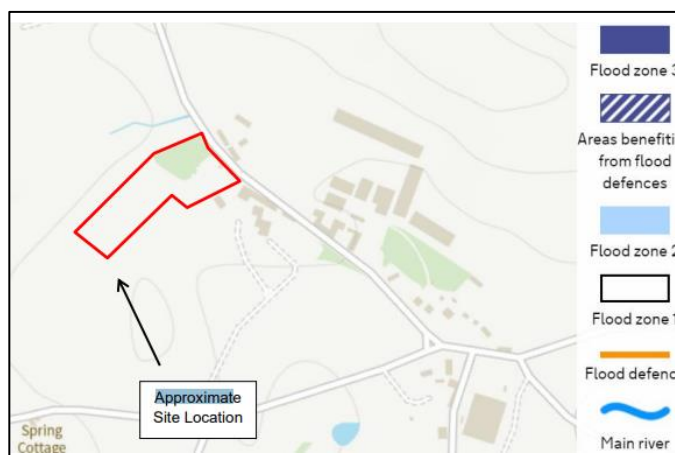 Flood zone 3
Areas benefiti
from flood
defences
Flood zone 2
Flood zone 1
Flood defenc
Main river
Approximate
Site Location
Spring
Cottage